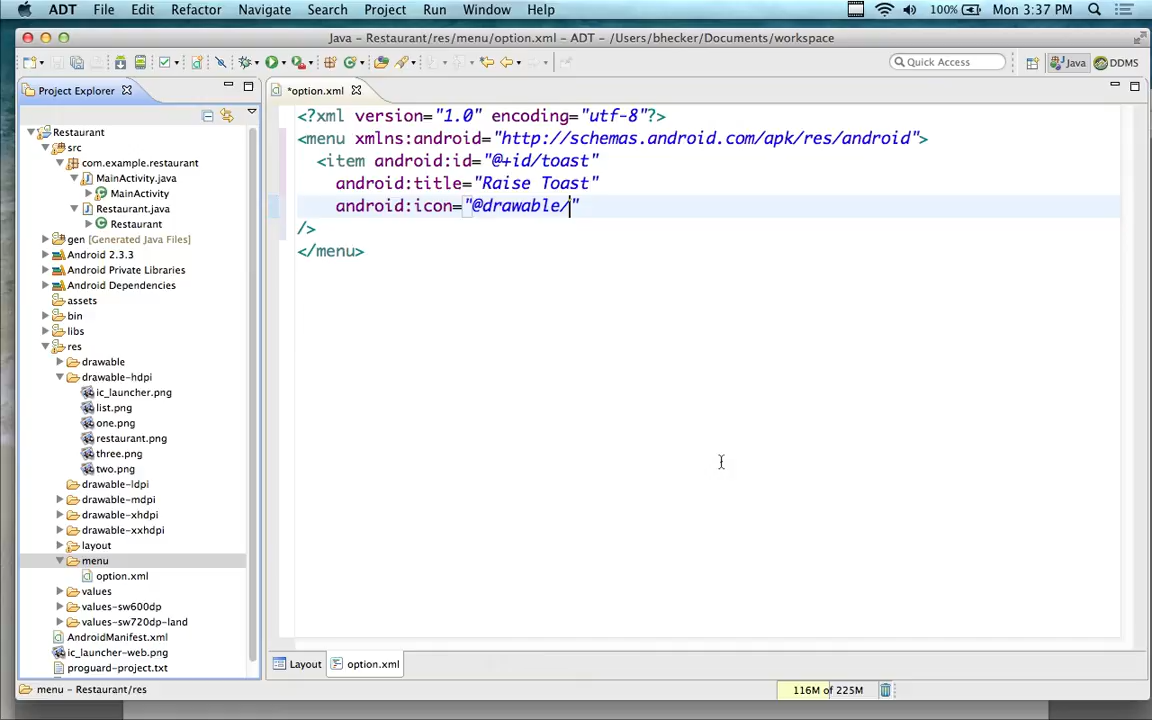 ADT File Edit Refactor Navigate Search Project Run Window Help 100% Mon 3:37 PM
Java - Restaurant/res/menu/option.xml - ADT - /Users/bhecker/Documents/workspace
Quick Access Java DDMS
Project Explorer
*option.xml
Restaurant
src
com.example.restaurant
MainActivity.java
MainActivity
Restaurant.java
Restaurant
gen [Generated Java Files]
Android 2.3.3
Android Private Libraries
Android Dependencies
assets
bin
libs
res
drawable
drawable-hdpi
ic_launcher.png
list.png
one.png
restaurant.png
three.png
two.png
drawable-ldpi
drawable-mdpi
drawable-xhdpi
drawable-xxhdpi
layout
menu
option.xml
values
values-sw600dp
values-sw720dp-land
AndroidManifest.xml
ic_launcher-web.png
proguard-project.txt
<?xml version="1.0" encoding="utf-8"?>
<menu xmlns:android="http://schemas.android.com/apk/res/android">
<item android:id="@+id/toast"
android:title="Raise Toast"
android:icon="@drawable/"
/>
</menu>
Layout option.xml
menu - Restaurant/res
116M of 225M